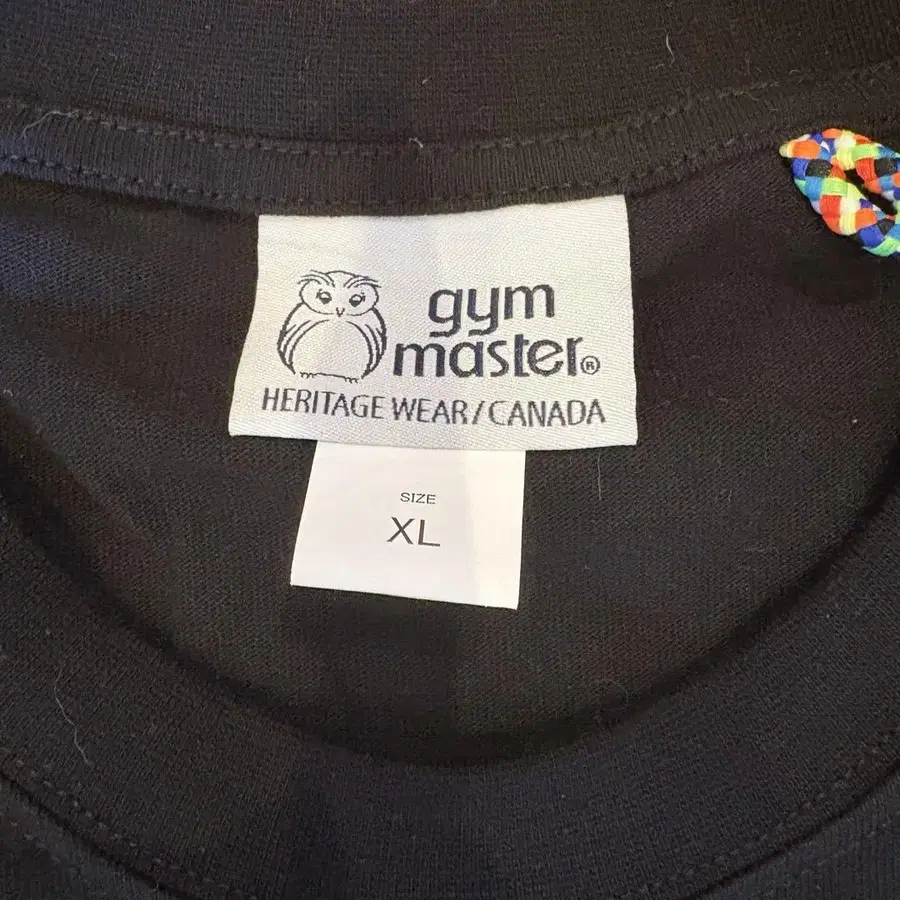 gym
master®
HERITAGE WEAR/CANADA
SIZE
XL